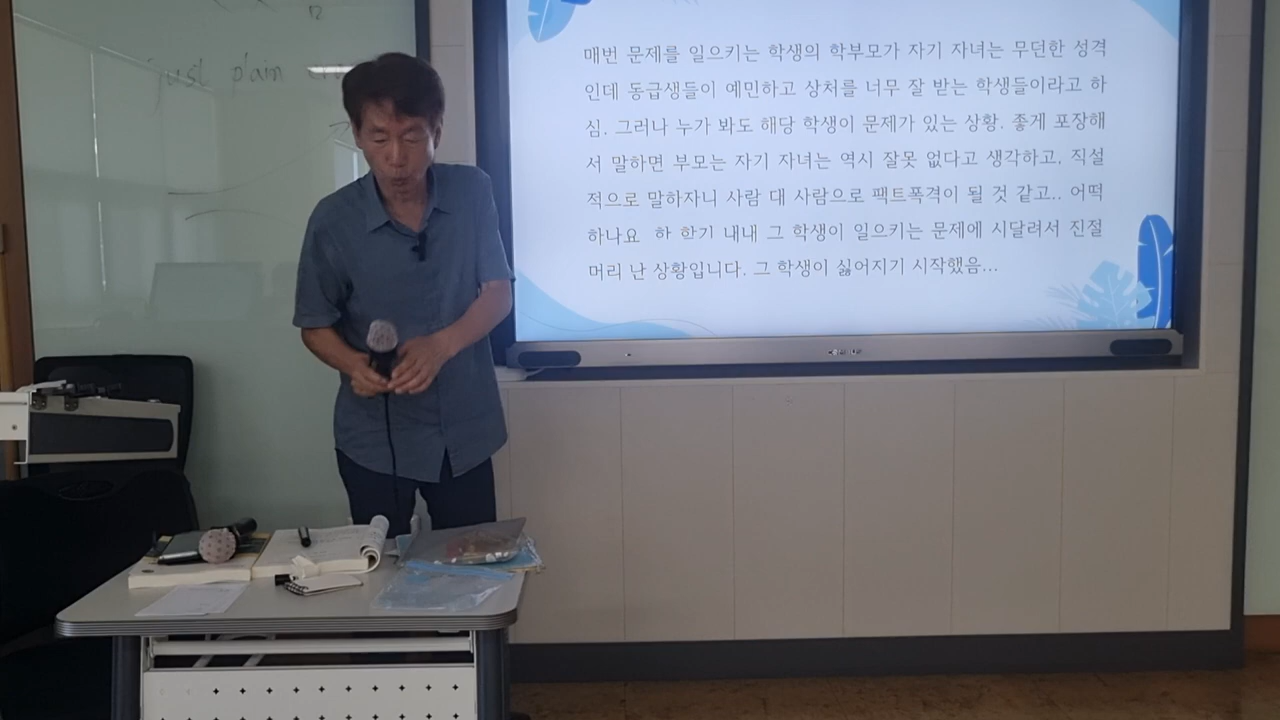 just plain
매번 문제를 일으키는 학생의 학부모가 자기 자녀는 무던한 성격
인데 동급생들이 예민하고 상처를 너무 잘 받는 학생들이라고 하
심. 그러나 누가 봐도 해당 학생이 문제가 있는 상황. 좋게 포장해
서 말하면 부모는 자기 자녀는 역시 잘못 없다고 생각하고, 직설
적으로 말하자니 사람 대 사람으로 팩트폭격이 될 것 같고.. 어떡
하나요 한 학기 내내 그 학생이 일으키는 문제에 시달려서 진절
머리 난 상황입니다. 그 학생이 싫어지기 시작했음...